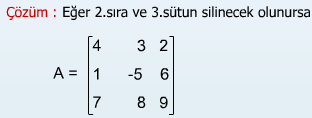 Çözüm : Eğer 2.sıra ve 3.sütun silinecek olunursa
4 3 2
A = 1 -5 6
7 8 9